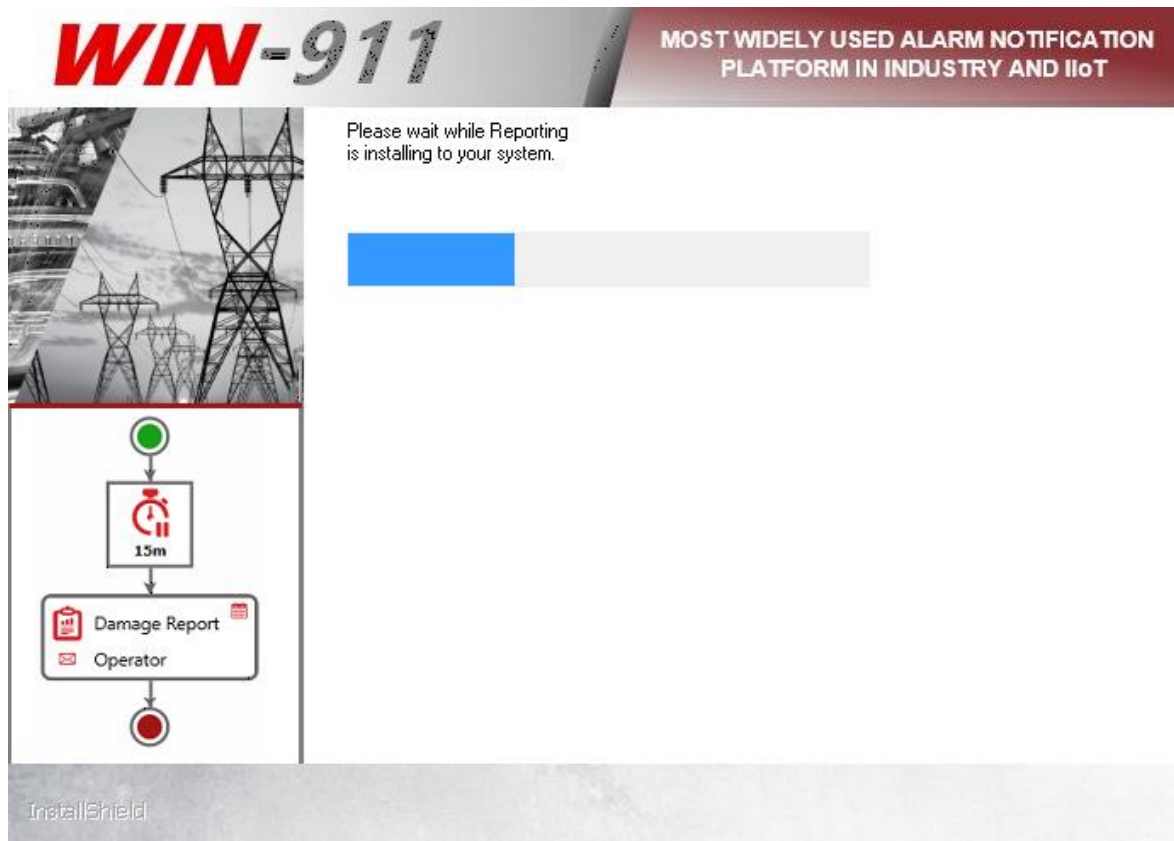 WIN-911
MOST WIDELY USED ALARM NOTIFICATION
PLATFORM IN INDUSTRY AND IIoT
Please wait while Reporting
is installing to your system.
15m
Damage Report
Operator
InstallShield